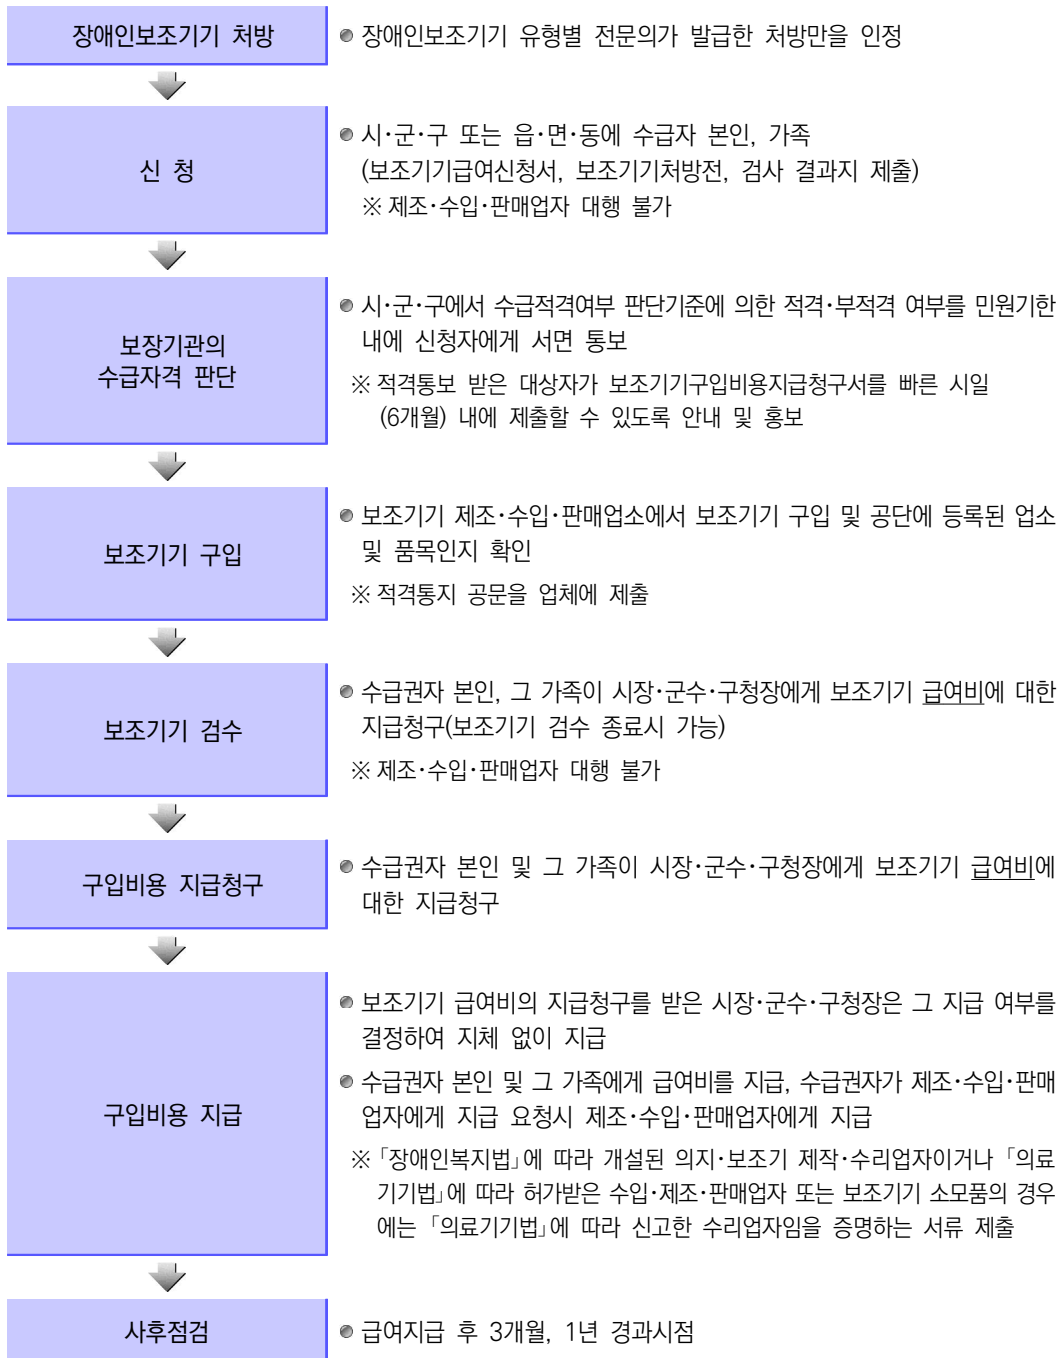 장애인보조기기 처방
장애인보조기기 유형별 전문의가 발급한 처방만을 인정
신 청
시·군·구 또는 읍·면·동에 수급자 본인, 가족
(보조기기급여신청서, 보조기기처방전, 검사 결과지 제출)
※ 제조·수입·판매업자 대행 불가
보장기관의
수급자격 판단
시·군·구에서 수급적격여부 판단기준에 의한 적격·부적격 여부를 민원기한
내에 신청자에게 서면 통보
※ 적격통보 받은 대상자가 보조기기구입비용지급청구서를 빠른 시일
(6개월) 내에 제출할 수 있도록 안내 및 홍보
보조기기 구입
보조기기 제조·수입·판매업소에서 보조기기 구입 및 공단에 등록된 업소
및 품목인지 확인
※ 적격통지 공문을 업체에 제출
보조기기 검수
수급권자 본인, 그 가족이 시장·군수·구청장에게 보조기기 급여비에 대한
지급청구(보조기기 검수 종료시 가능)
※ 제조·수입·판매업자 대행 불가
구입비용 지급청구
수급권자 본인 및 그 가족이 시장·군수·구청장에게 보조기기 급여비에
대한 지급청구
구입비용 지급
보조기기 급여비의 지급청구를 받은 시장·군수·구청장은 그 지급 여부를
결정하여 지체 없이 지급
수급권자 본인 및 그 가족에게 급여비를 지급, 수급권자가 제조·수입·판매
업자에게 지급 요청시 제조·수입·판매업자에게 지급
※ 「장애인복지법」에 따라 개설된 의지·보조기 제작·수리업자이거나 「의료
기기법」에 따라 허가받은 수입·제조·판매업자 또는 보조기기 소모품의 경우
에는 「의료기기법」에 따라 신고한 수리업자임을 증명하는 서류 제출
사후점검
급여지급 후 3개월, 1년 경과시점